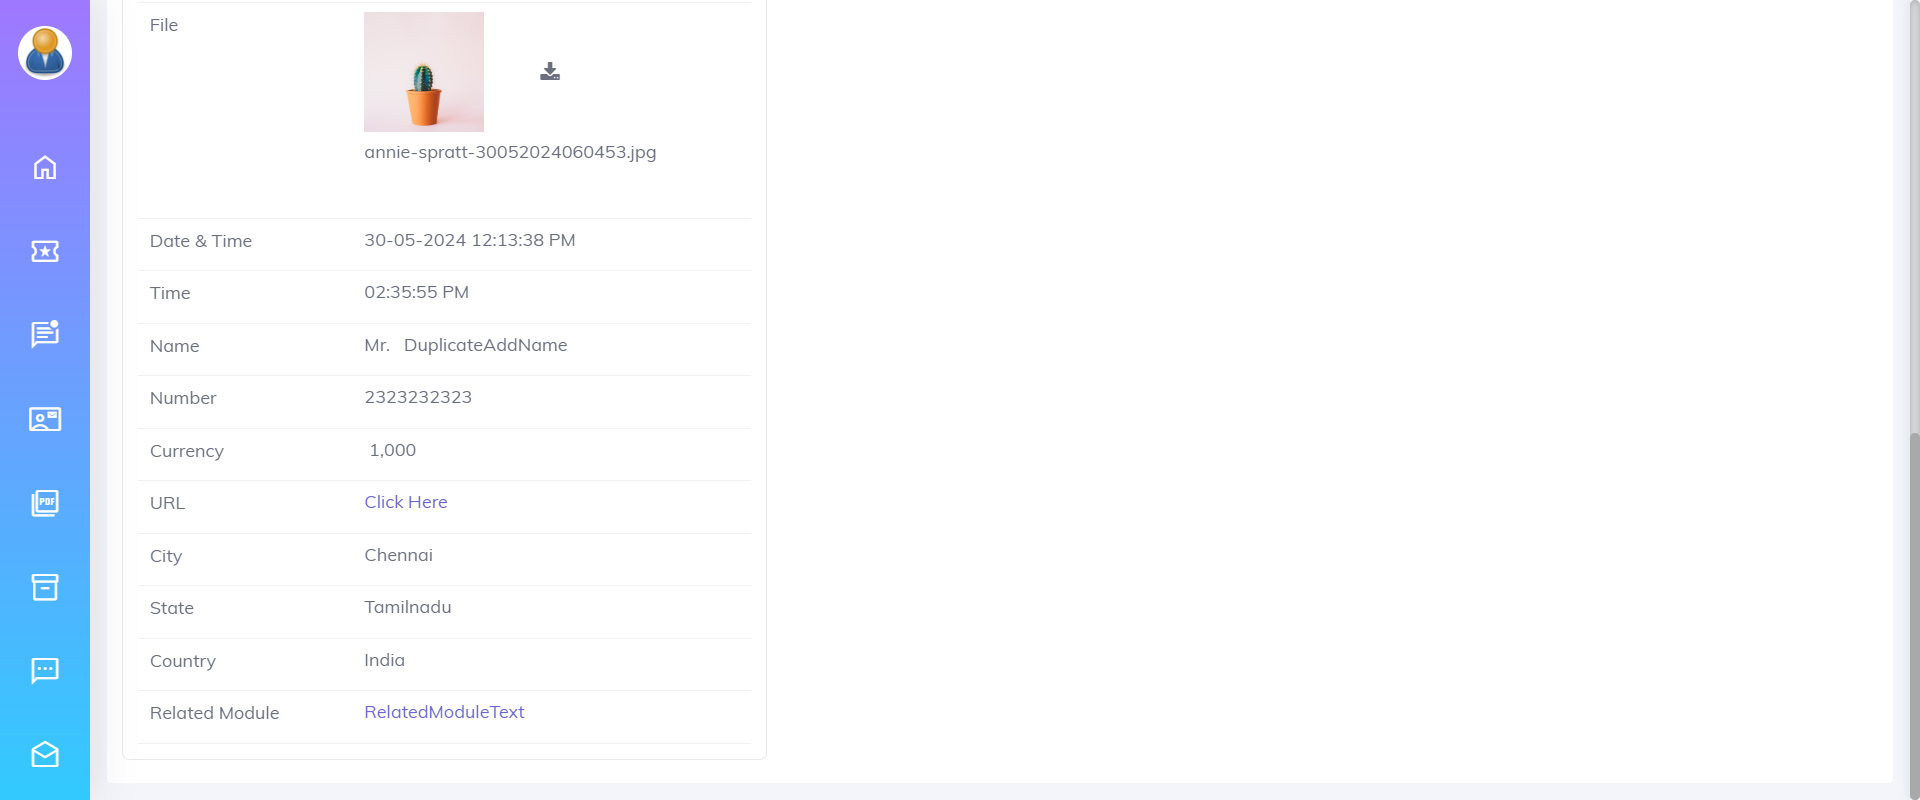 File
annie-spratt-30052024060453.jpg
Date & Time 30-05-2024 12:13:38 PM
Time 02:35:55 PM
Name Mr. DuplicateAddName
Number 2323232323
Currency 1,000
URL Click Here
City Chennai
State Tamilnadu
Country India
Related Module RelatedModuleText
PDF